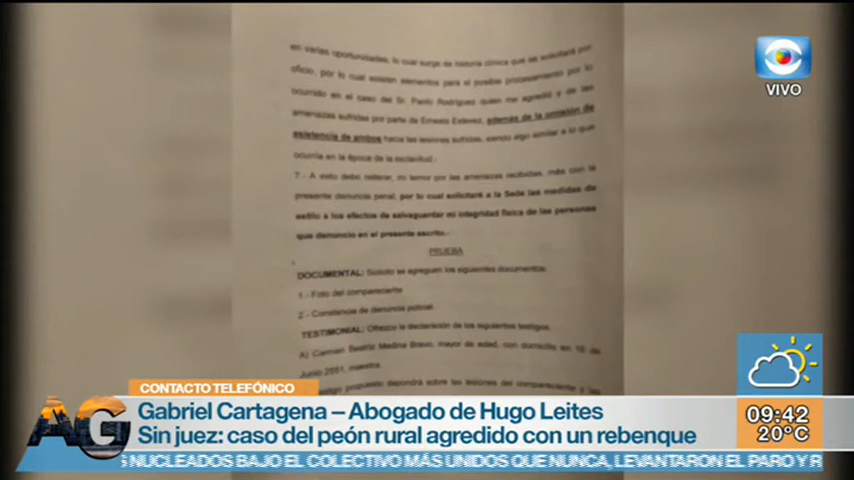 en varias oportunidades, lo cual surge de historia clínica que se solicitará por
oficio, por lo cual existen elementos para el posible procesamiento por lo
ocurrido en el caso del Sr. Paolo Rodríguez quien me agredió y de las
amenazas sufridas por parte de Ernesto Estevez, además de la omisión de
asistencia de ambos hacia las lesiones sufridas, siendo algo similar a lo que
ocurría en la época de la esclavitud.-
7.- A esto debo reiterar, mi temor por las amenazas recibidas, más con la
presente denuncia penal, por lo cual solicitaré a la Sede las medidas de
estilo a los efectos de salvaguardar mi integridad física de las personas
que denuncio en el presente escrito.-
PRUEBA
DOCUMENTAL: Solicito se agreguen los siguientes documentos:
1.- Foto del compareciente
2.- Constancia de denuncia policial.
TESTIMONIAL: Ofrezco la declaración de los siguientes testigos.
A) Carmen Beatriz Medina Bravo, mayor de edad, con domicilio en 16 de
Junio 2551, maestra.
propuesto depondrá sobre las lesiones del compareciente y las
VIVO
CONTACTO TELEFÓNICO
Gabriel Cartagena – Abogado de Hugo Leites
Sin juez: caso del peón rural agredido con un rebenque
AG
09:42
20°C
NUCLEADOS BAJO EL COLECTIVO MÁS UNIDOS QUE NUNCA, LEVANTARON EL PARO Y R